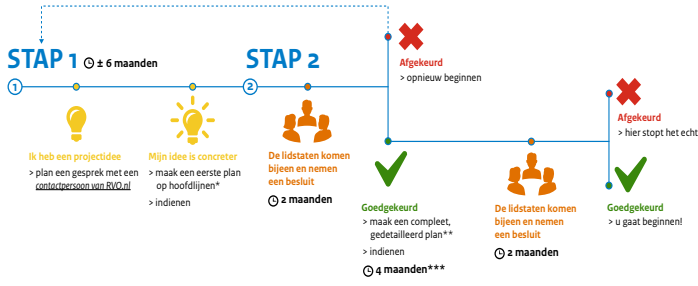 STAP 1 ± 6 maanden
1
Ik heb een projectidee
> plan een gesprek met een
contactpersoon van RVO.nl
Mijn idee is concreter
> maak een eerste plan
op hoofdlijnen*
> indienen
STAP 2
2
De lidstaten komen
bijeen en nemen
een besluit
2 maanden
Afgekeurd
> opnieuw beginnen
Goedgekeurd
> maak een compleet,
gedetailleerd plan**
> indienen
4 maanden***
De lidstaten komen
bijeen en nemen
een besluit
2 maanden
Afgekeurd
> hier stopt het echt
Goedgekeurd
> u gaat beginnen!